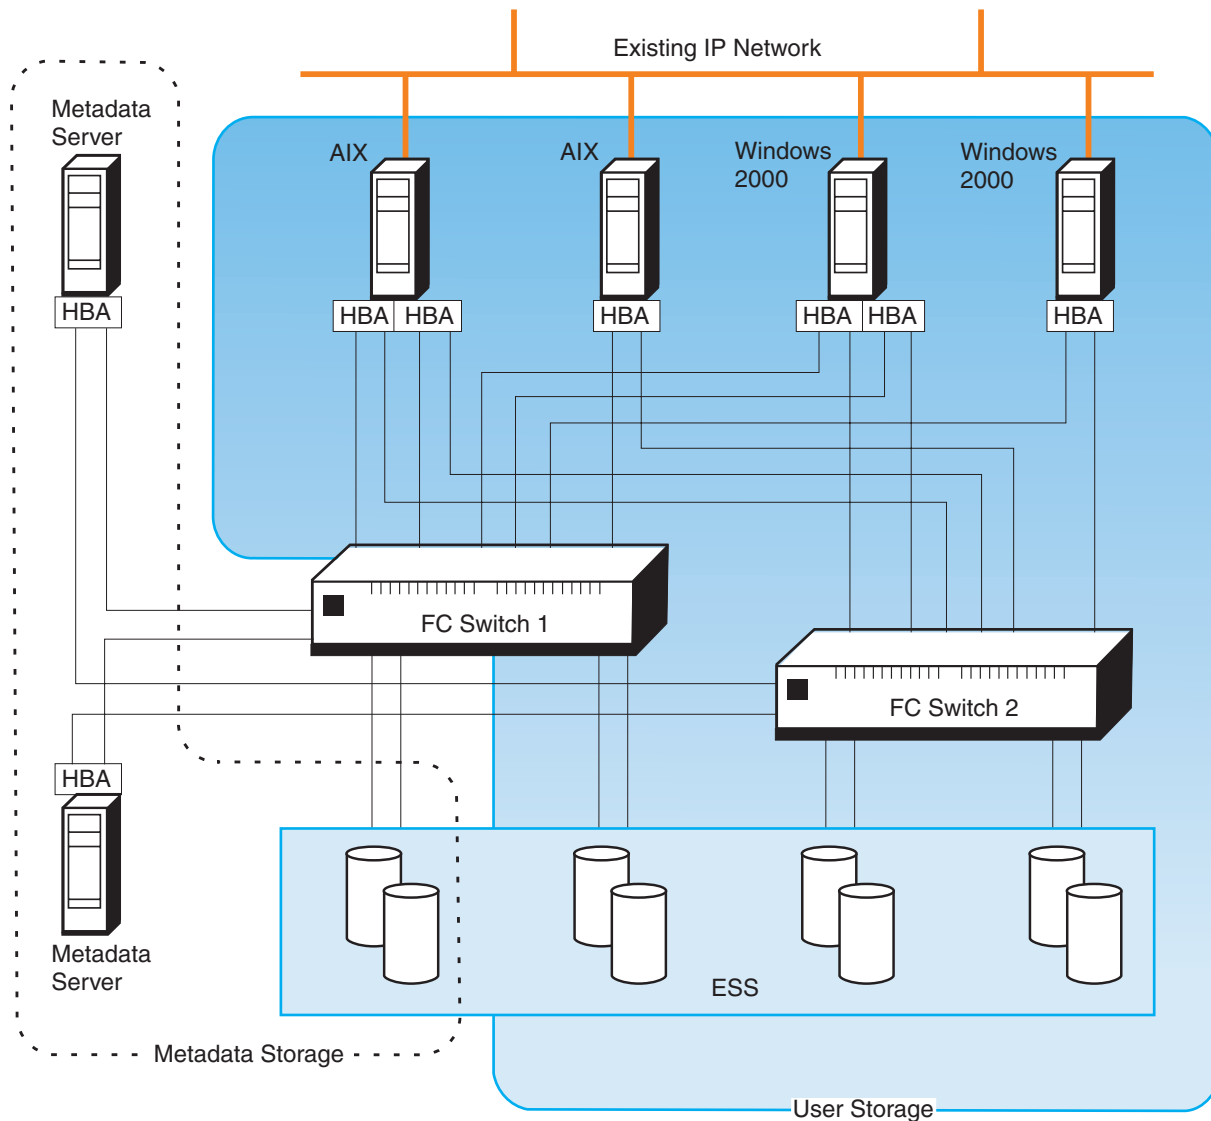 Existing IP Network
Metadata
Server
AIX
AIX
Windows
2000
Windows
2000
HBA
HBA
HBA
HBA
HBA
HBA
HBA
FC Switch 1
FC Switch 2
HBA
Metadata
Server
ESS
Metadata Storage
User Storage